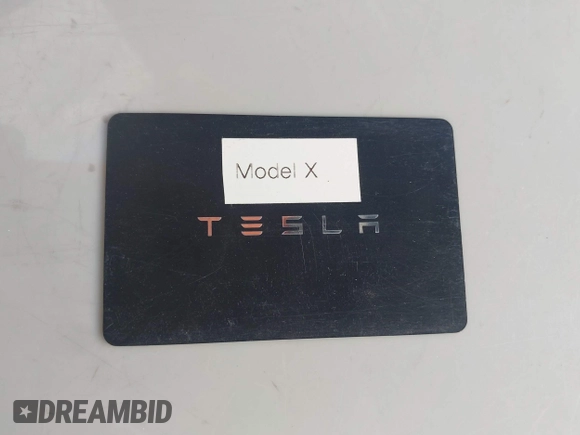 Model X
TESLA
DREAMBID